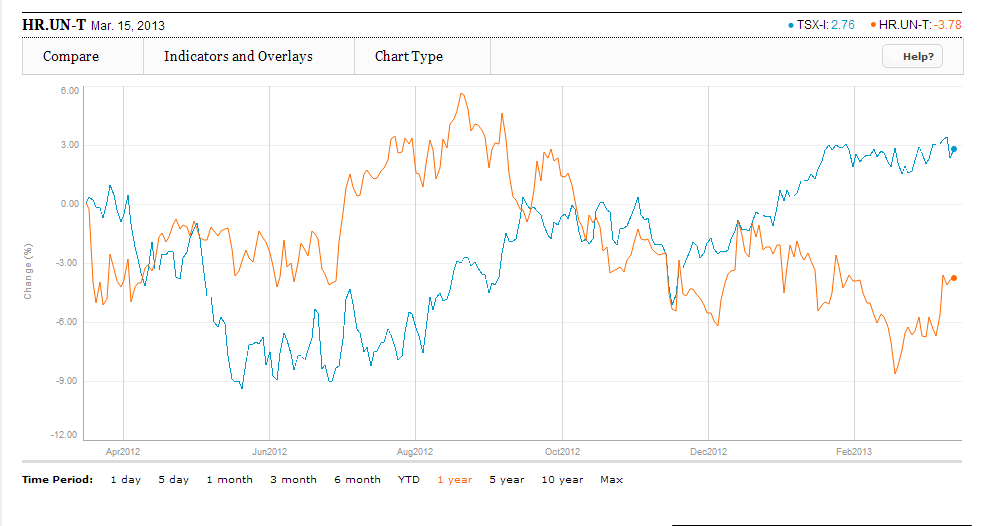 HR.UN-T Mar. 15, 2013 TSX-I: 2.76 HR.UN-T: -3.78
Compare Indicators and Overlays Chart Type Help?
6.00
3.00
0.00
-3.00
-6.00
-9.00
-12.00
Change (%)
Apr2012 Jun2012 Aug2012 Oct2012 Dec2012 Feb2013
Time Period: 1 day 5 day 1 month 3 month 6 month YTD 1 year 5 year 10 year Max